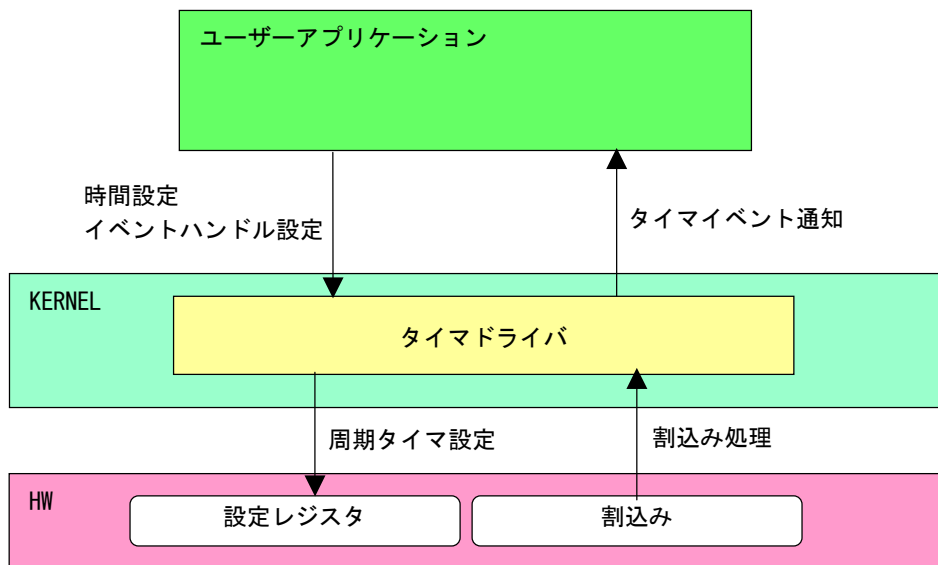 ユーザーアプリケーション
時間設定
イベントハンドル設定
タイマイベント通知
KERNEL
タイマドライバ
周期タイマ設定
割込み処理
HW
設定レジスタ
割込み